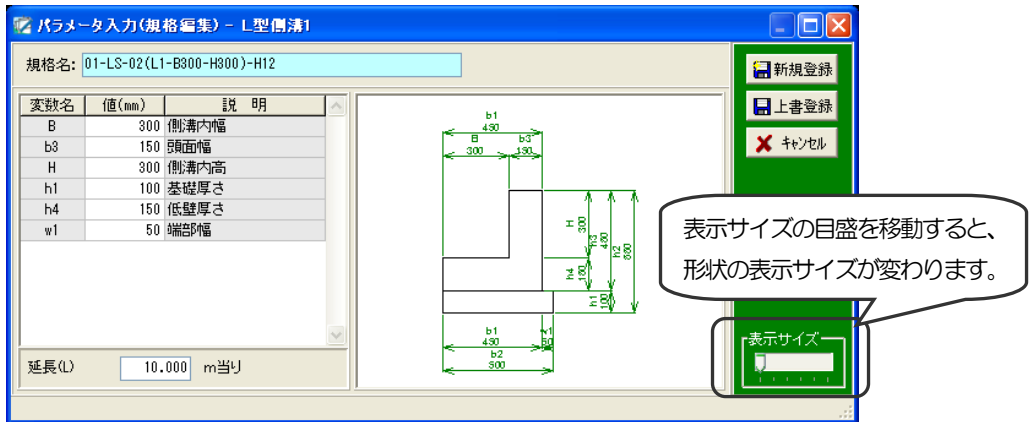 パラメータ入力(規格編集) - L型側溝1
規格名: 01-LS-02(L1-B300-H300)-H12
変数名 値(mm) 説 明
B 300 側溝内幅
b3 150 頭面幅
H 300 側溝内高
h1 100 基礎厚さ
h4 150 低壁厚さ
w1 50 端部幅
延長(L) 10.000 m当り
b1
450
B b3
300 150
H
300
h3
450
h2
550
h4
150
h1
100
b1
450
50
b2
500
新規登録
上書登録
キャンセル
表示サイズの目盛を移動すると、
形状の表示サイズが変わります。
表示サイズ